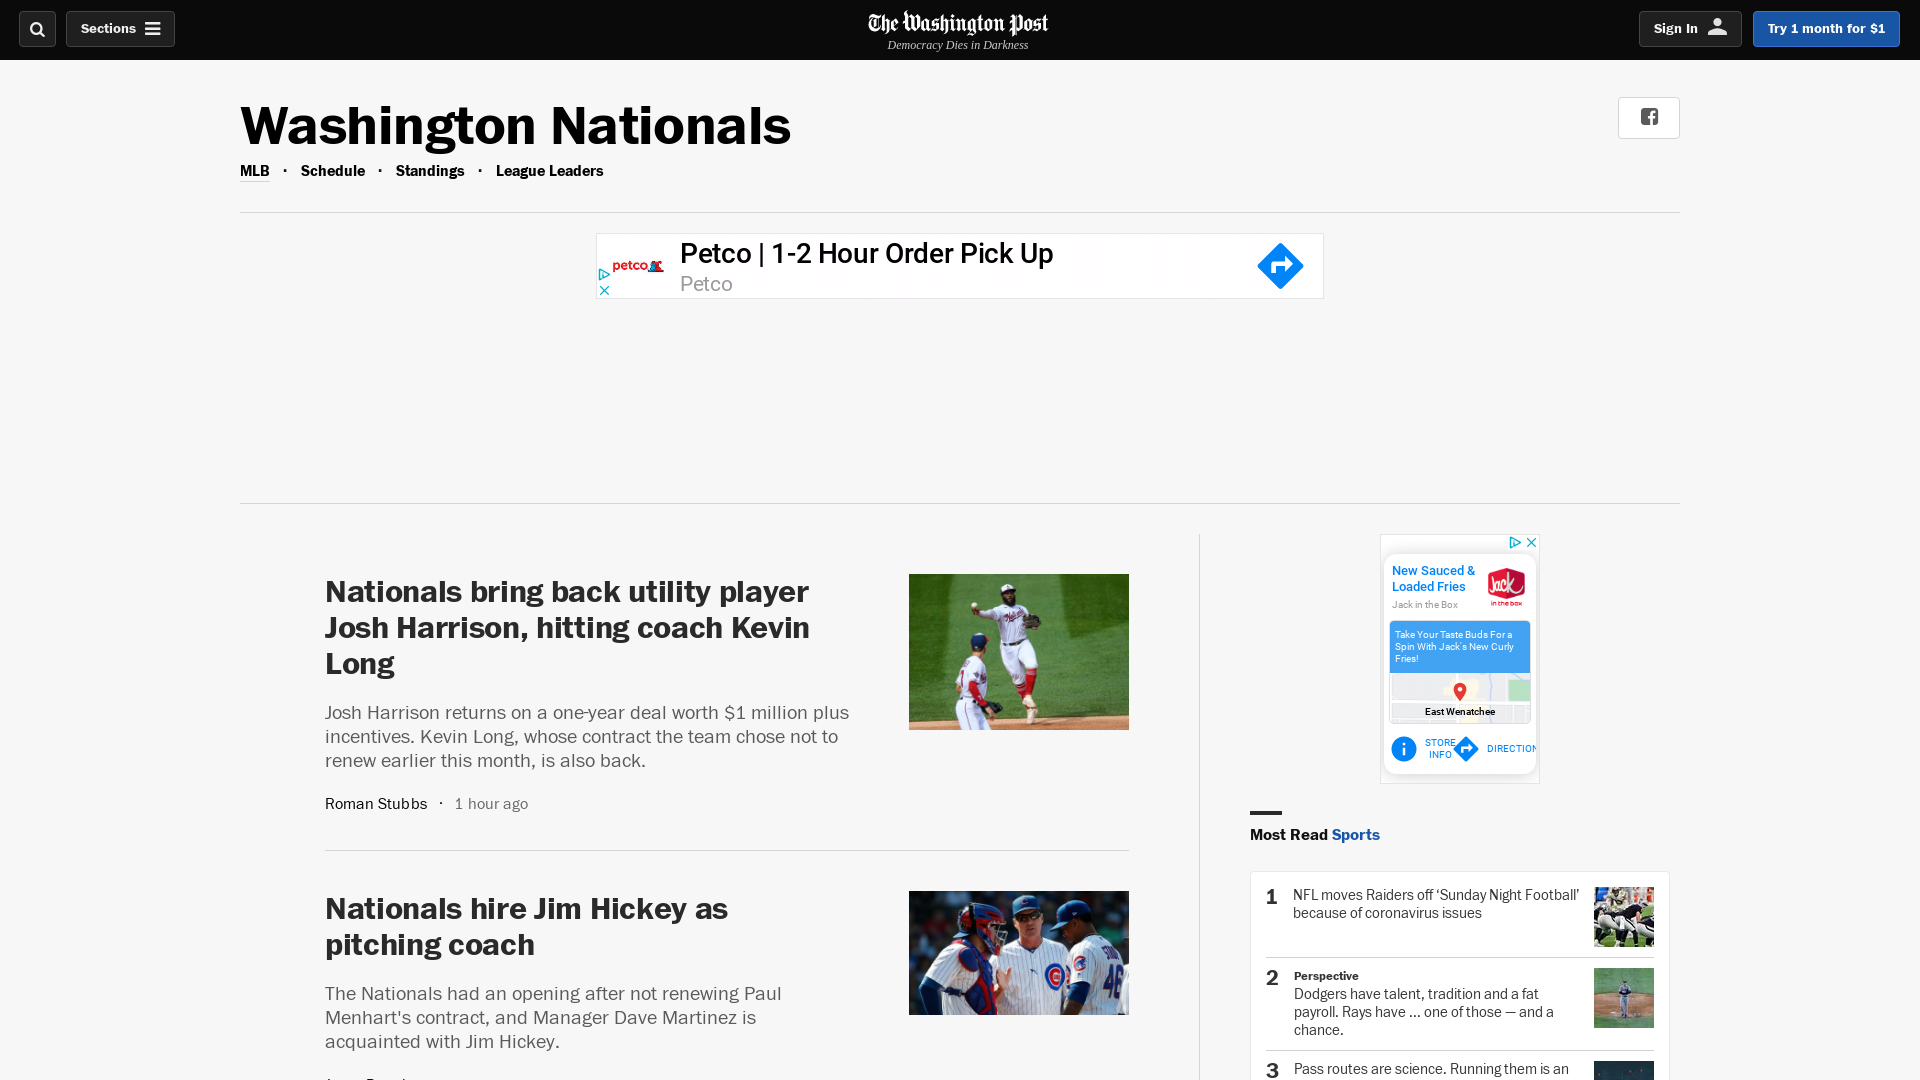 Sections
The Washington Post
Democracy Dies in Darkness
Sign In
Try 1 month for $1
Washington Nationals
MLB · Schedule · Standings · League Leaders
petco
Petco | 1-2 Hour Order Pick Up
Petco
Nationals bring back utility player
Josh Harrison, hitting coach Kevin
Long
Josh Harrison returns on a one-year deal worth $1 million plus
incentives. Kevin Long, whose contract the team chose not to
renew earlier this month, is also back.
Roman Stubbs · 1 hour ago
Nationals hire Jim Hickey as
pitching coach
The Nationals had an opening after not renewing Paul
Menhart's contract, and Manager Dave Martinez is
acquainted with Jim Hickey.
New Sauced &
Loaded Fries
Jack in the Box
Jack
in the box
Take Your Taste Buds For a
Spin With Jack's New Curly
Fries!
East Wenatchee
STORE
INFO
DIRECTION
Most Read Sports
1 NFL moves Raiders off ‘Sunday Night Football’
because of coronavirus issues
2 Perspective
Dodgers have talent, tradition and a fat
payroll. Rays have ... one of those — and a
chance.
3 Pass routes are science. Running them is an